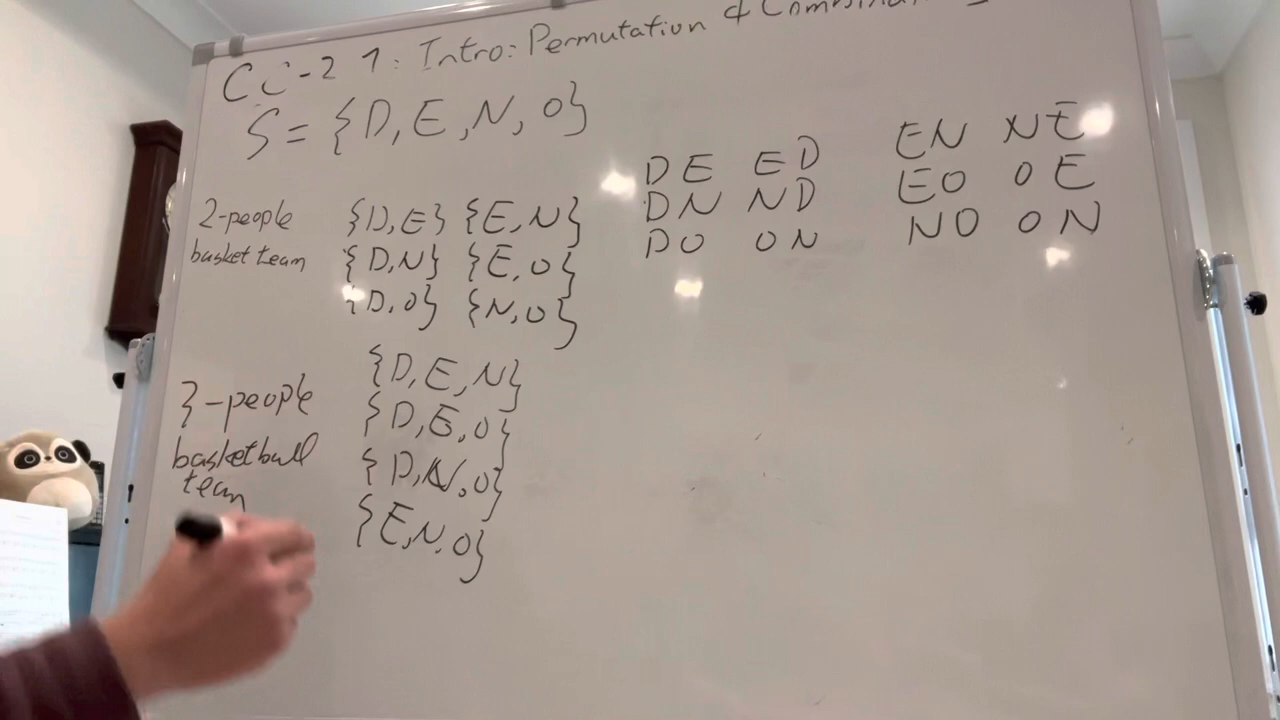 CC-2 1: Intro: Permutation &
S = {D, E, N, O}
2-people
basket team
{D, E} {E, N}
{D, N} {E, O}
{D, O} {N, O}
DE ED
DN ND
DO ON
EN NE
EO OE
NO ON
3-people
basketball
team
{D, E, N}
{D, E, O}
{D, N, O}
{E, N, O}